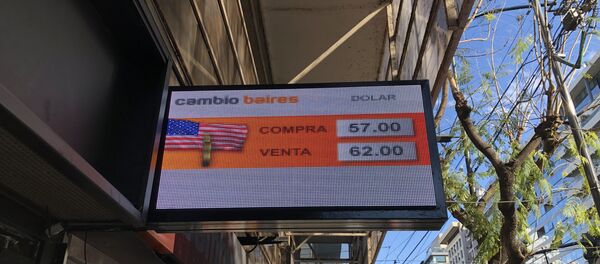 cambio baires DOLAR
COMPRA 57.00
VENTA 62.00